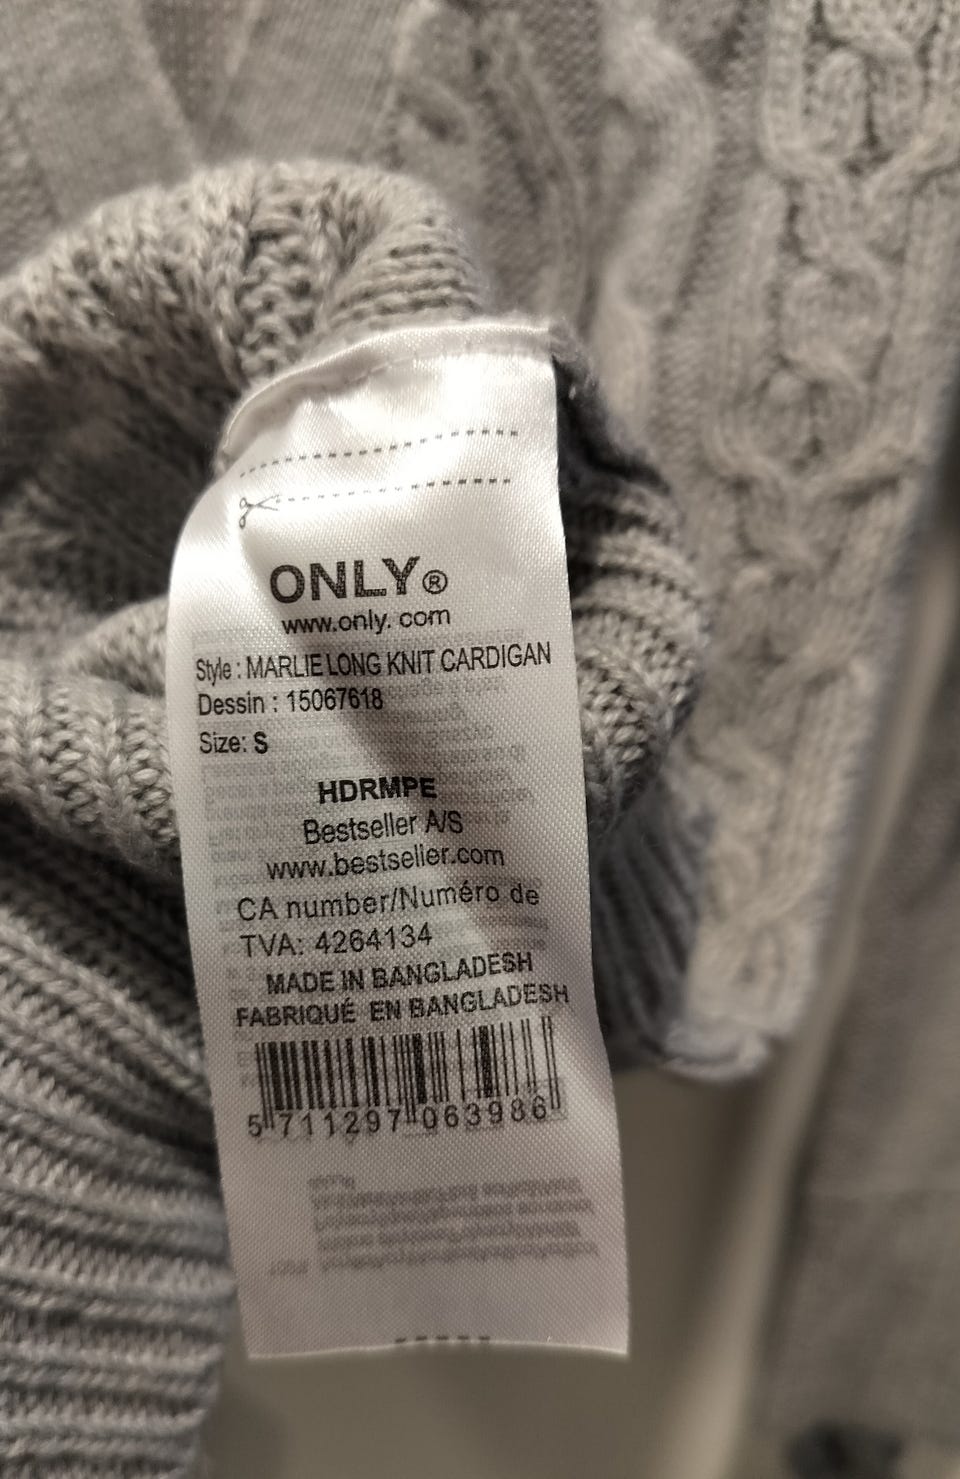 ONLY®
www.only. com
Style : MARLIE LONG KNIT CARDIGAN
Dessin : 15067618
Size: S
HDRMPE
Bestseller A/S
www.bestseller.com
CA number/Numéro de
TVA: 4264134
MADE IN BANGLADESH
FABRIQUÉ EN BANGLADESH
5 711297 063986